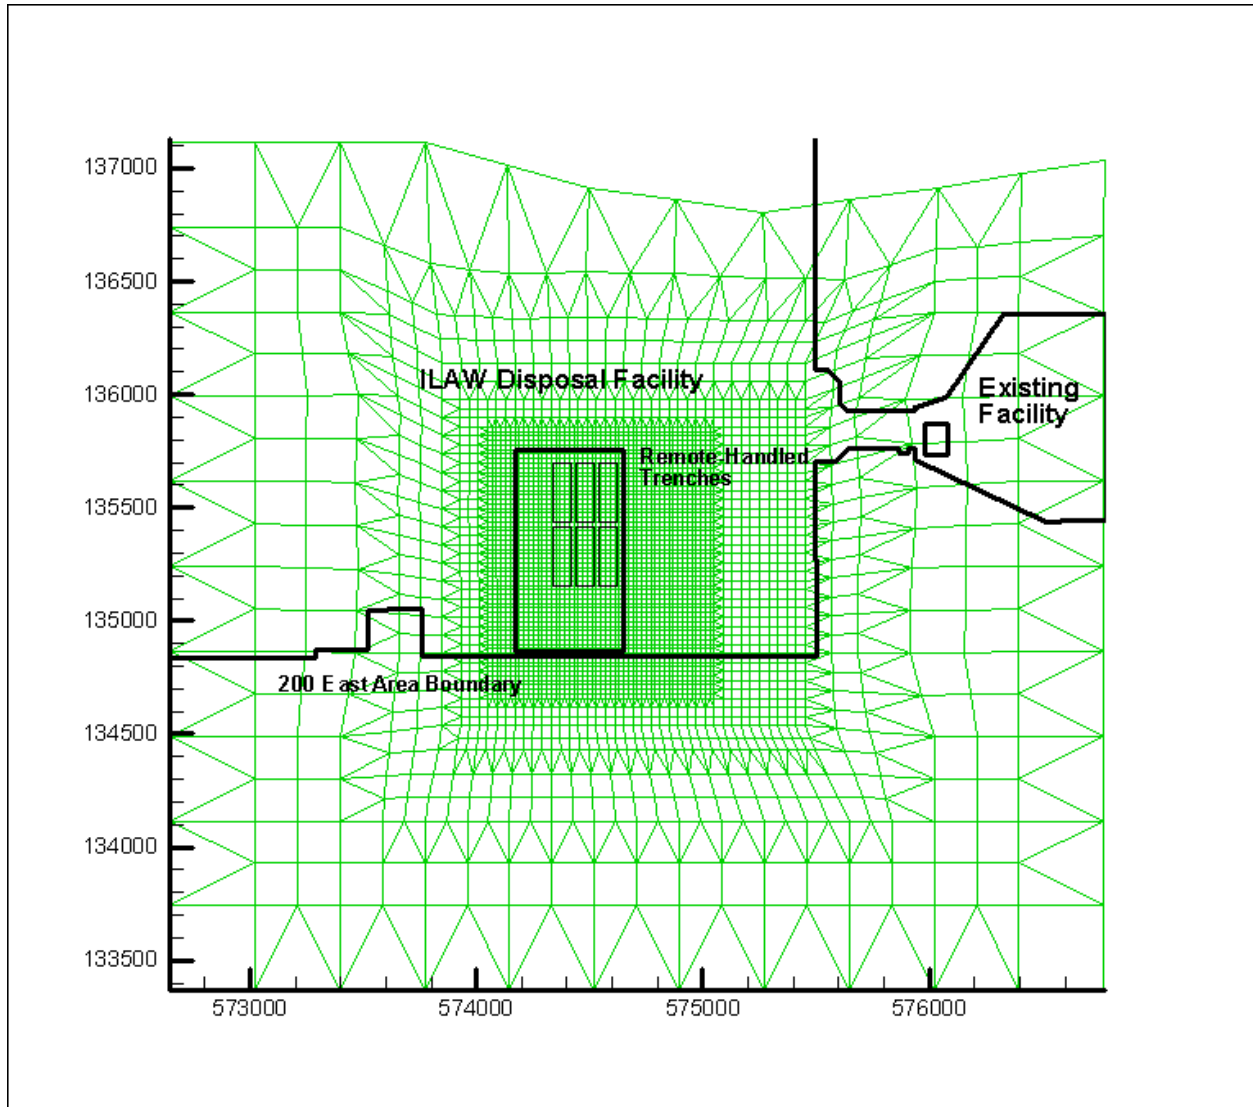 137000
136500
ILAW Disposal Facility
136000
Existing
Facility
Remote-Handled
Trenches
135500
135000
200 East Area Boundary
134500
134000
133500
573000
574000
575000
576000